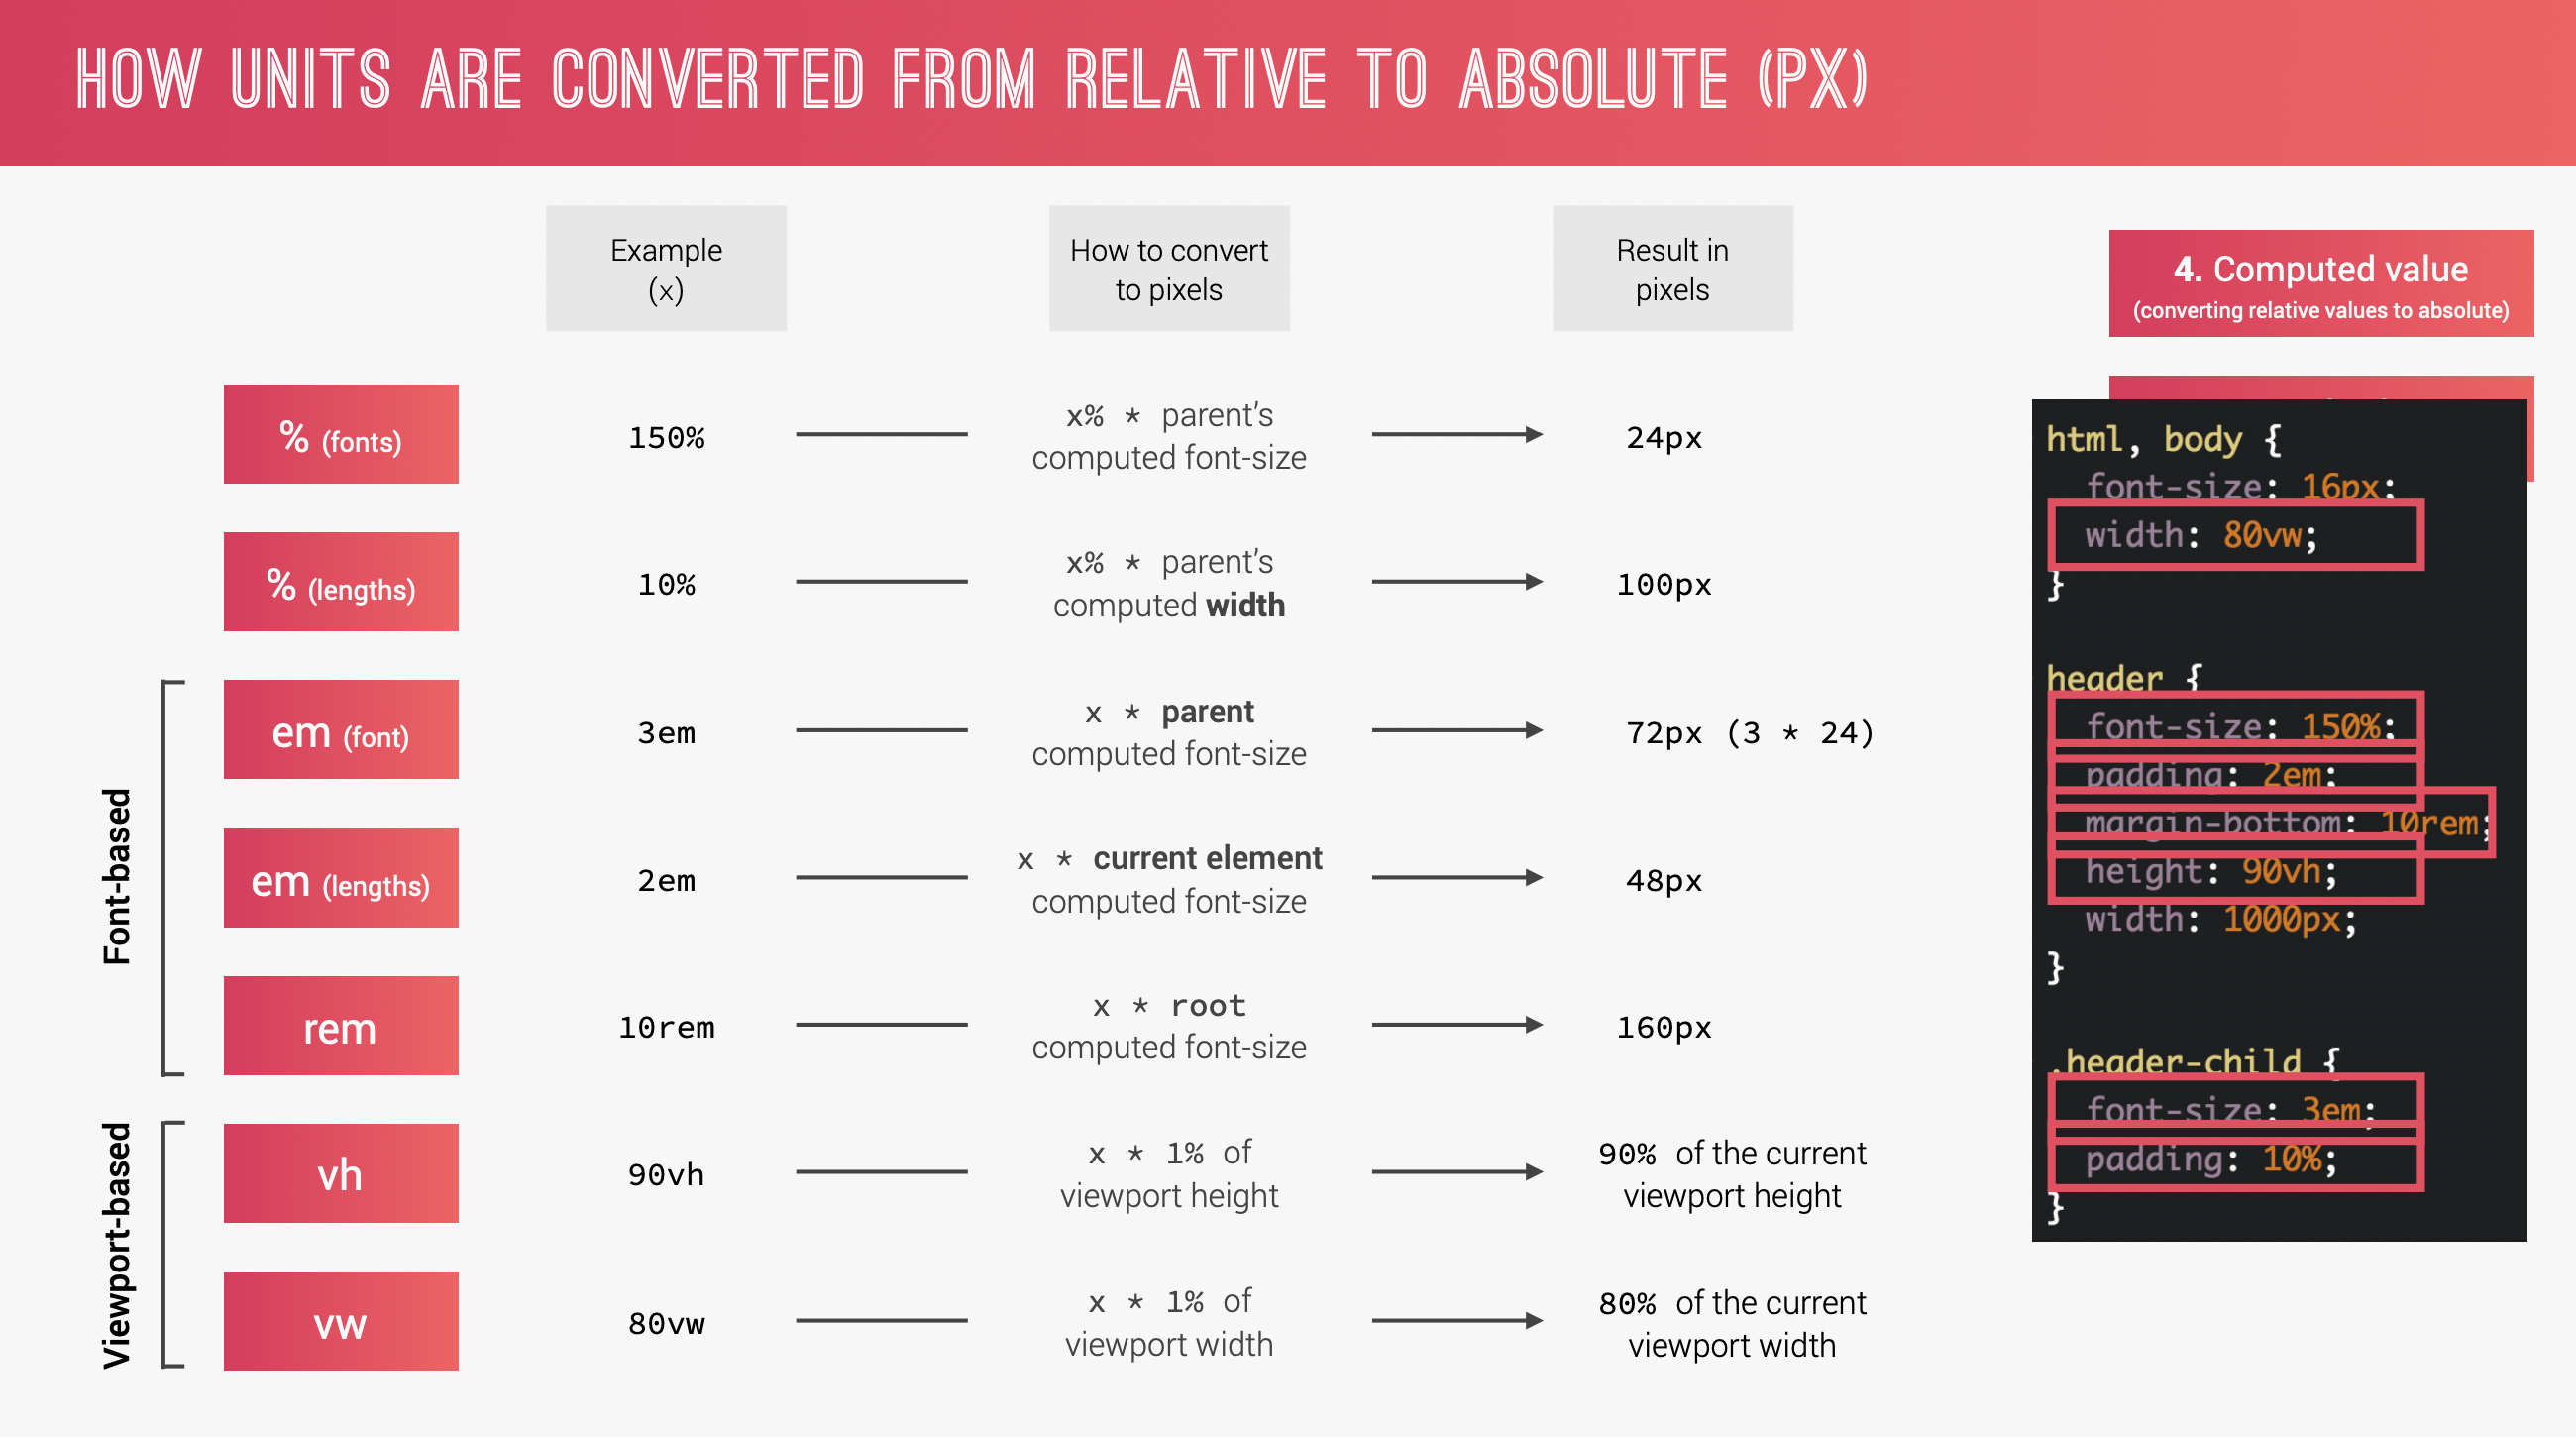 HOW UNITS ARE CONVERTED FROM RELATIVE TO ABSOLUTE (PX)
Example
(x)
How to convert
to pixels
Result in
pixels
% (fonts)
150%
x% * parent's
computed font-size
24px
% (lengths)
10%
x% * parent's
computed width
100px
Font-based
em (font)
3em
x * parent
computed font-size
72px (3 * 24)
em (lengths)
2em
x * current element
computed font-size
48px
rem
10rem
x * root
computed font-size
160px
Viewport-based
vh
90vh
x * 1% of
viewport height
90% of the current
viewport height
vw
80vw
x * 1% of
viewport width
80% of the current
viewport width
4. Computed value
(converting relative values to absolute)
html, body {
font-size: 16px;
width: 80vw;
}
header {
font-size: 150%;
padding: 2em;
margin-bottom: 10rem;
height: 90vh;
width: 1000px;
}
.header-child {
font-size: 3em;
padding: 10%;
}